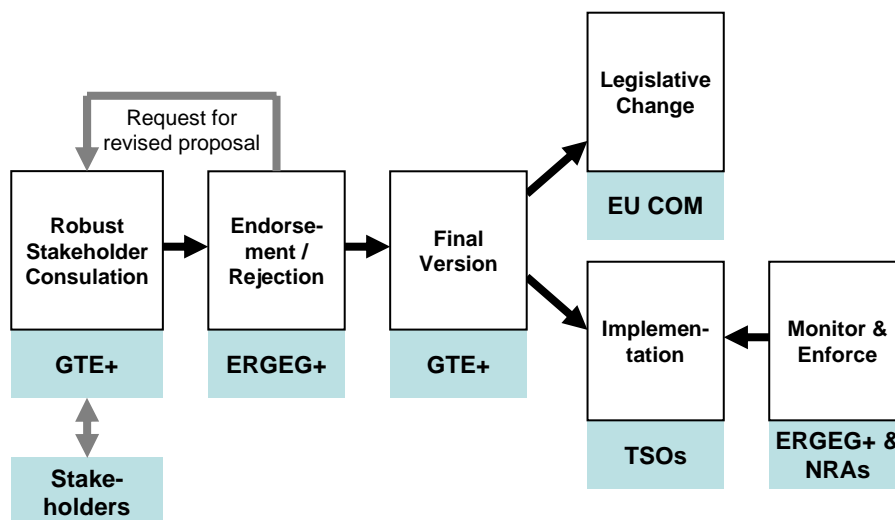 Legislative
Change
EU COM
Request for
revised proposal
Robust
Stakeholder
Consulation
GTE+
Endorse-
ment /
Rejection
ERGEG+
Final
Version
GTE+
Implemen-
tation
TSOs
Monitor &
Enforce
ERGEG+ &
NRAs
Stake-
holders